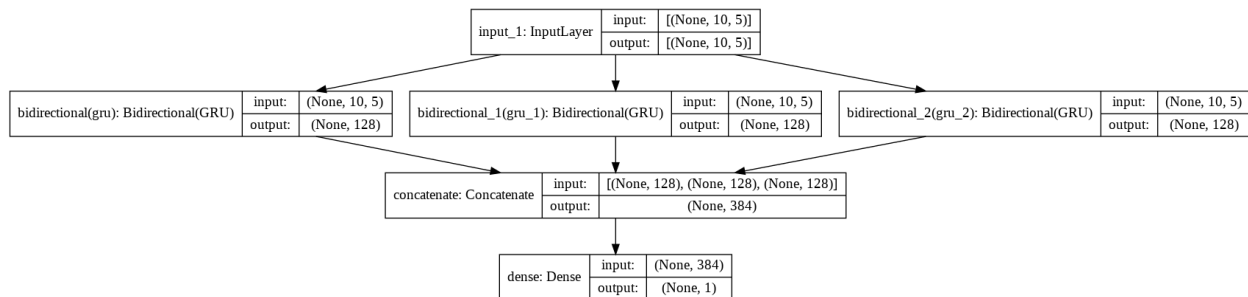 input_1: InputLayer
input: [(None, 10, 5)]
output: [(None, 10, 5)]
bidirectional(gru): Bidirectional(GRU)
input: (None, 10, 5)
output: (None, 128)
bidirectional_1(gru_1): Bidirectional(GRU)
input: (None, 10, 5)
output: (None, 128)
bidirectional_2(gru_2): Bidirectional(GRU)
input: (None, 10, 5)
output: (None, 128)
concatenate: Concatenate
input: [(None, 128), (None, 128), (None, 128)]
output: (None, 384)
dense: Dense
input: (None, 384)
output: (None, 1)